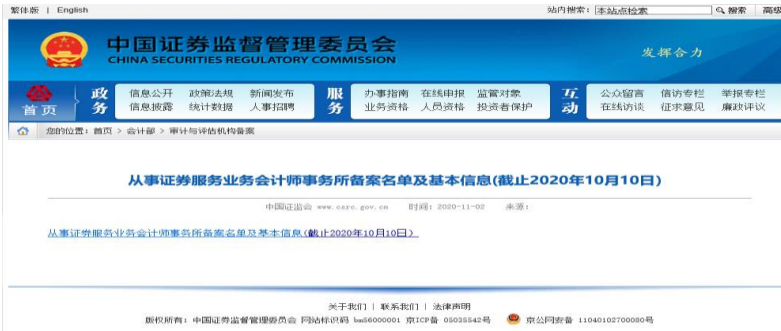 繁体版 | English 站内搜索: 本站点检索 搜索 高级
中国证券监督管理委员会
CHINA SECURITIES REGULATORY COMMISSION
发挥合力
首页 政务 信息公开 政策法规 新闻发布 服务 办事指南 在线申报 监管对象 互动 公众留言 信访专栏 举报专栏
信息披露 统计数据 人事招聘 业务资格 人员资格 投资者保护 在线访谈 征求意见 廉政评议
您的位置: 首页 > 会计部 > 审计与评估机构备案
从事证券服务业务会计师事务所备案名单及基本信息(截止2020年10月10日)
中国证监会 www.csrc.gov.cn 时间: 2020-11-02 来源:
从事证券服务业务会计师事务所备案名单及基本信息(截止2020年10月10日)
关于我们 | 联系我们 | 法律声明
版权所有: 中国证券监督管理委员会 网站标识码 bm56000001 京ICP备 05035542号 京公网安备 11040102700080号